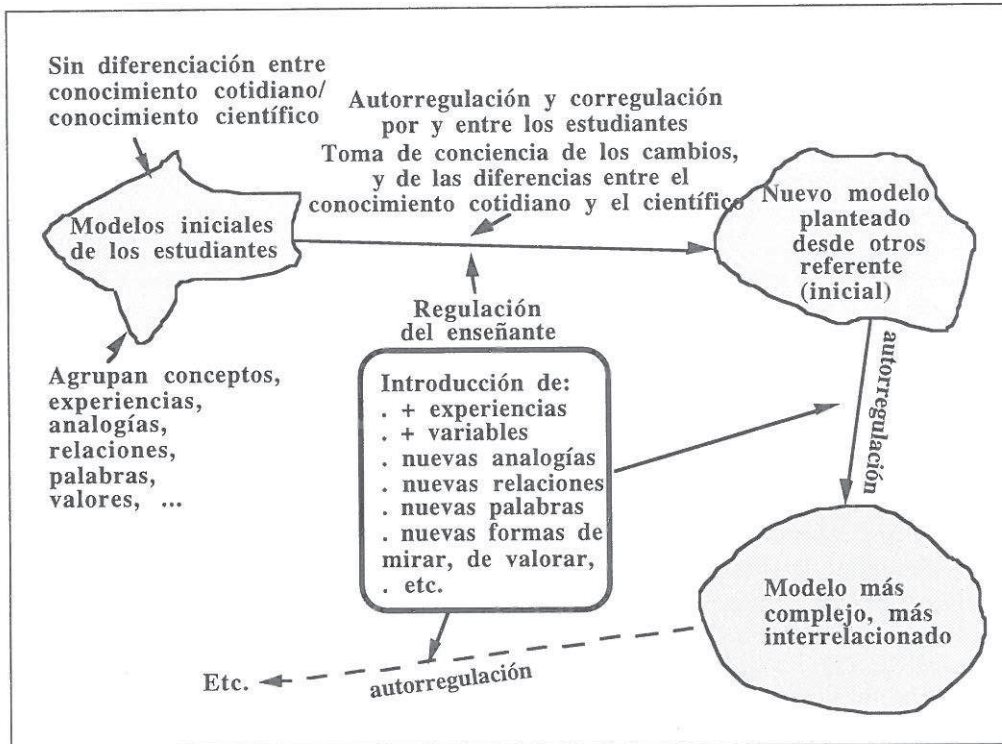 Sin diferenciación entre
conocimiento cotidiano/
conocimiento científico
Autorregulación y corregulación
por y entre los estudiantes
Toma de conciencia de los cambios,
y de las diferencias entre el
conocimiento cotidiano y el científico
Modelos iniciales
de los estudiantes
Nuevo modelo
planteado
desde otros
referente
(inicial)
Regulación
del enseñante
Agrupan conceptos,
experiencias,
analogías,
relaciones,
palabras,
valores, ...
Introducción de:
. + experiencias
. + variables
. nuevas analogías
. nuevas relaciones
. nuevas palabras
. nuevas formas de
mirar, de valorar,
. etc.
autorregulación
Modelo más
complejo, más
interrelacionado
autorregulación
Etc.